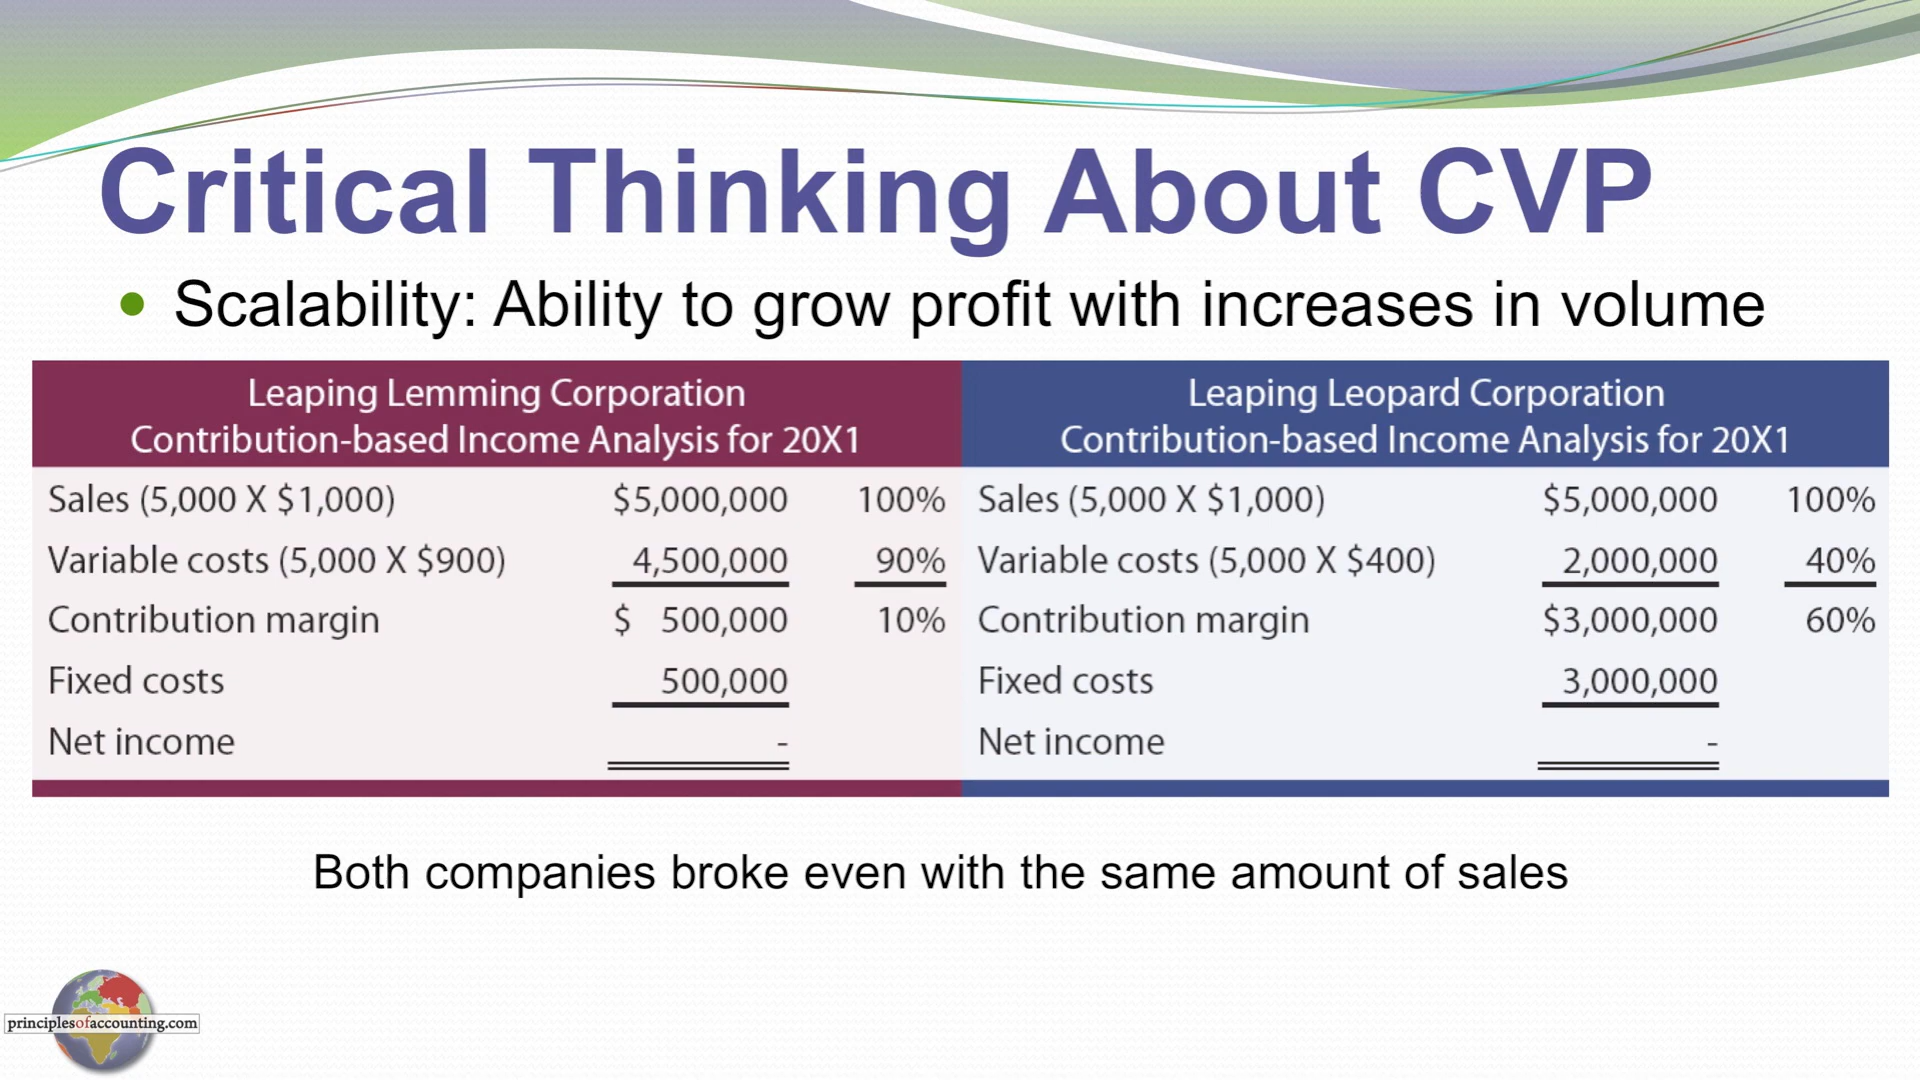 Critical Thinking About CVP
• Scalability: Ability to grow profit with increases in volume
Leaping Lemming Corporation
Contribution-based Income Analysis for 20X1
Sales (5,000 X $1,000) $5,000,000 100%
Variable costs (5,000 X $900) 4,500,000 90%
Contribution margin $ 500,000 10%
Fixed costs 500,000
Net income -
Leaping Leopard Corporation
Contribution-based Income Analysis for 20X1
Sales (5,000 X $1,000) $5,000,000 100%
Variable costs (5,000 X $400) 2,000,000 40%
Contribution margin $3,000,000 60%
Fixed costs 3,000,000
Net income -
Both companies broke even with the same amount of sales
principlesofaccounting.com